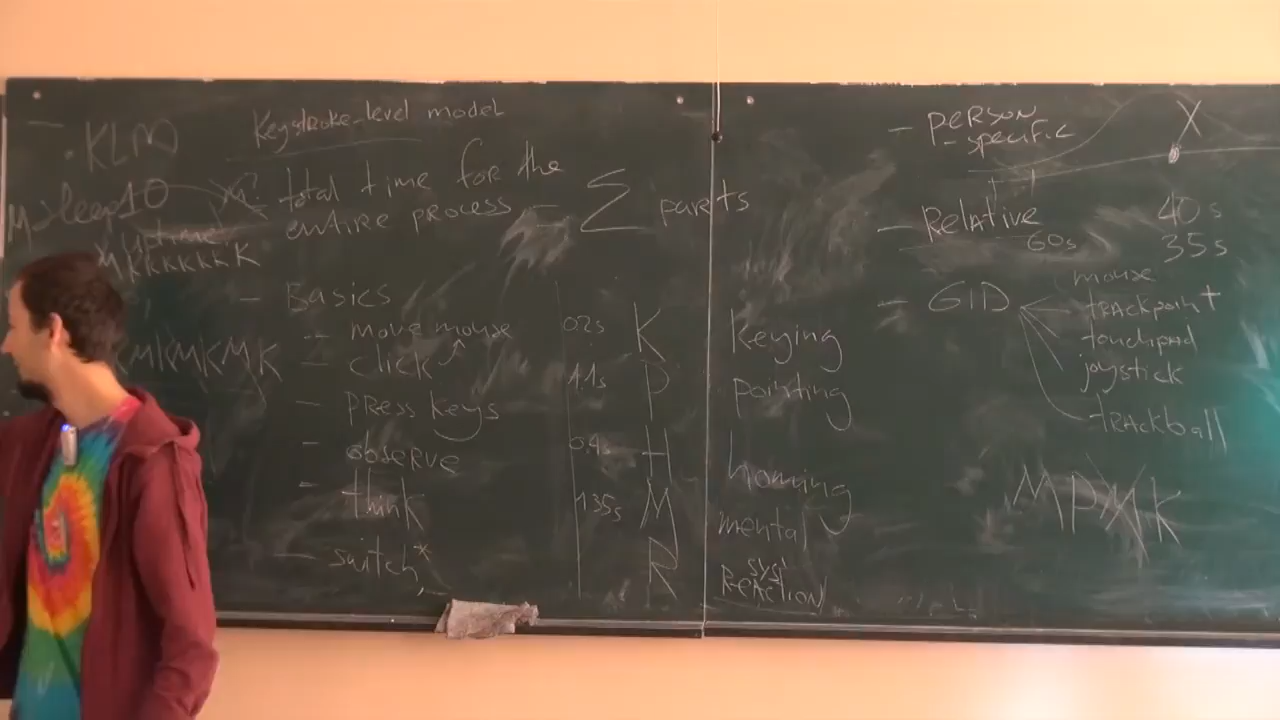 KLM
Keystroke-level model
sleep10
total time for the
entire process = Σ parts
uptime
MKKKKKKK
Basics
- move mouse
- click
- press keys
- observe
- think
- switch*
MKMKMK
0.2s K keying
1.1s P pointing
0.4s H homing
1.35s M mental
R sys' REACTION
- PERSON
-specific
X
- Relative
60s
40s
35s
- GID
mouse
TRACKpoint
touchpad
joystick
TRACKball
MPMK